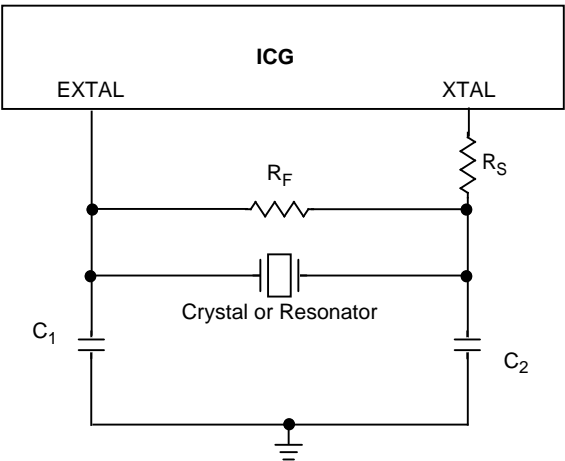 ICG
EXTAL
XTAL
RS
RF
Crystal or Resonator
C1
C2